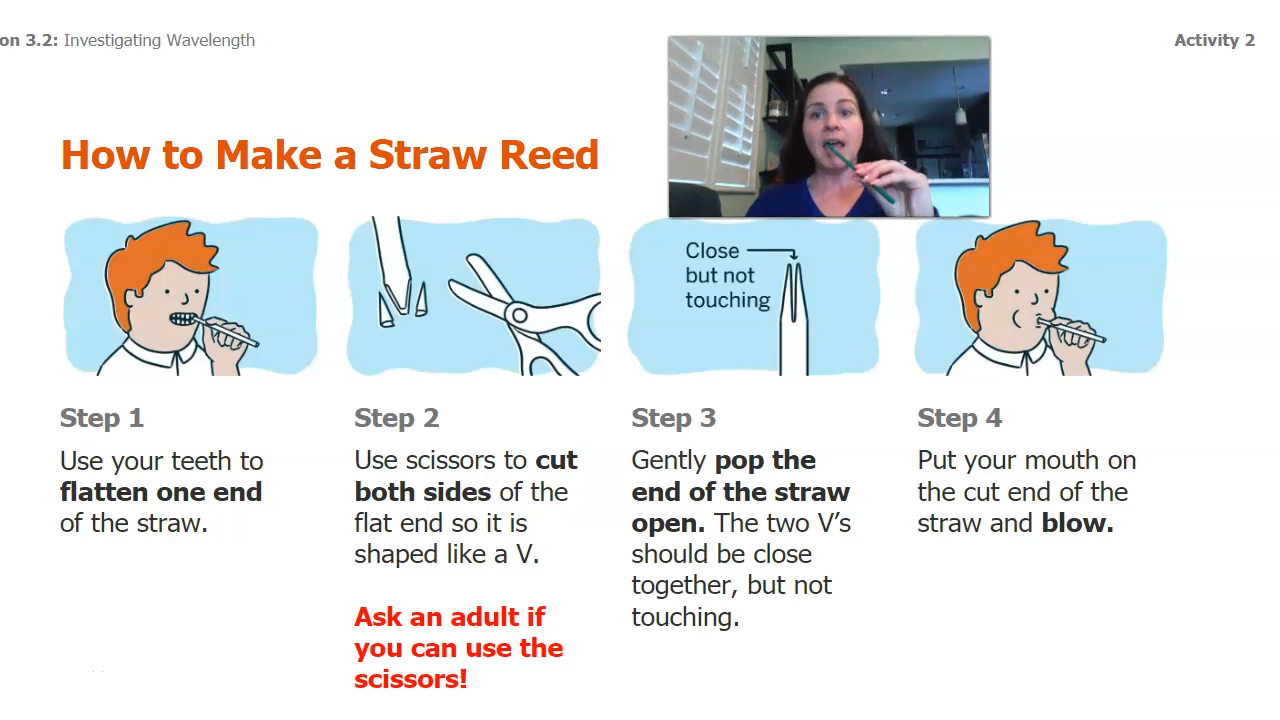 on 3.2: Investigating Wavelength
Activity 2
How to Make a Straw Reed
Close
but not
touching
Step 1
Use your teeth to
flatten one end
of the straw.
Step 2
Use scissors to cut
both sides of the
flat end so it is
shaped like a V.
Ask an adult if
you can use the
scissors!
Step 3
Gently pop the
end of the straw
open. The two V’s
should be close
together, but not
touching.
Step 4
Put your mouth on
the cut end of the
straw and blow.